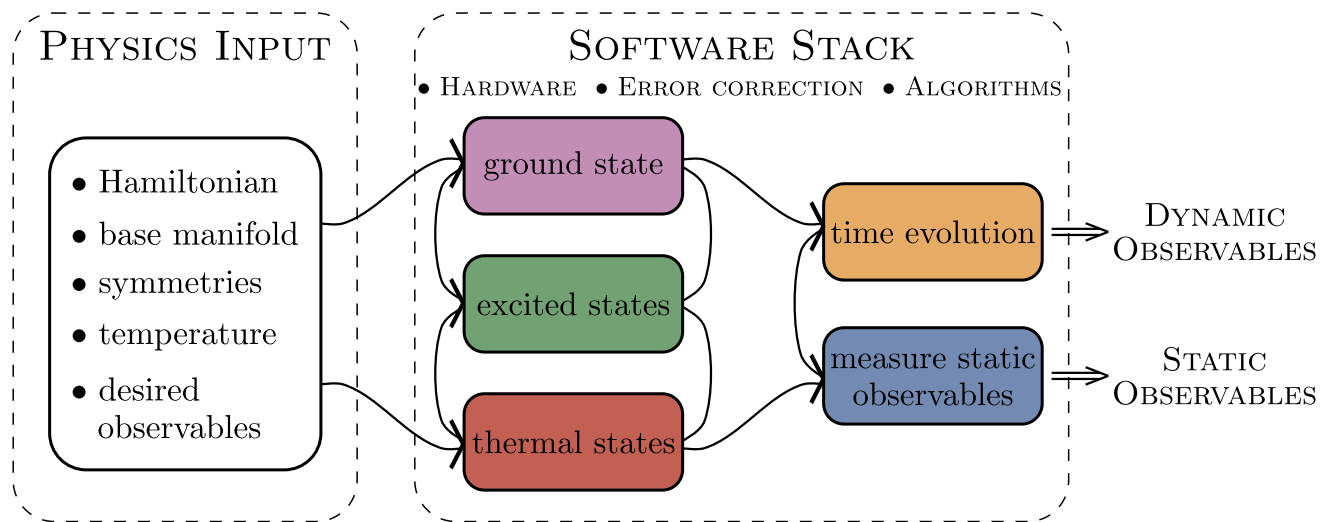 PHYSICS INPUT
• Hamiltonian
• base manifold
• symmetries
• temperature
• desired
observables
SOFTWARE STACK
• HARDWARE • ERROR CORRECTION • ALGORITHMS
ground state
excited states
thermal states
time evolution
measure static
observables
DYNAMIC
OBSERVABLES
STATIC
OBSERVABLES